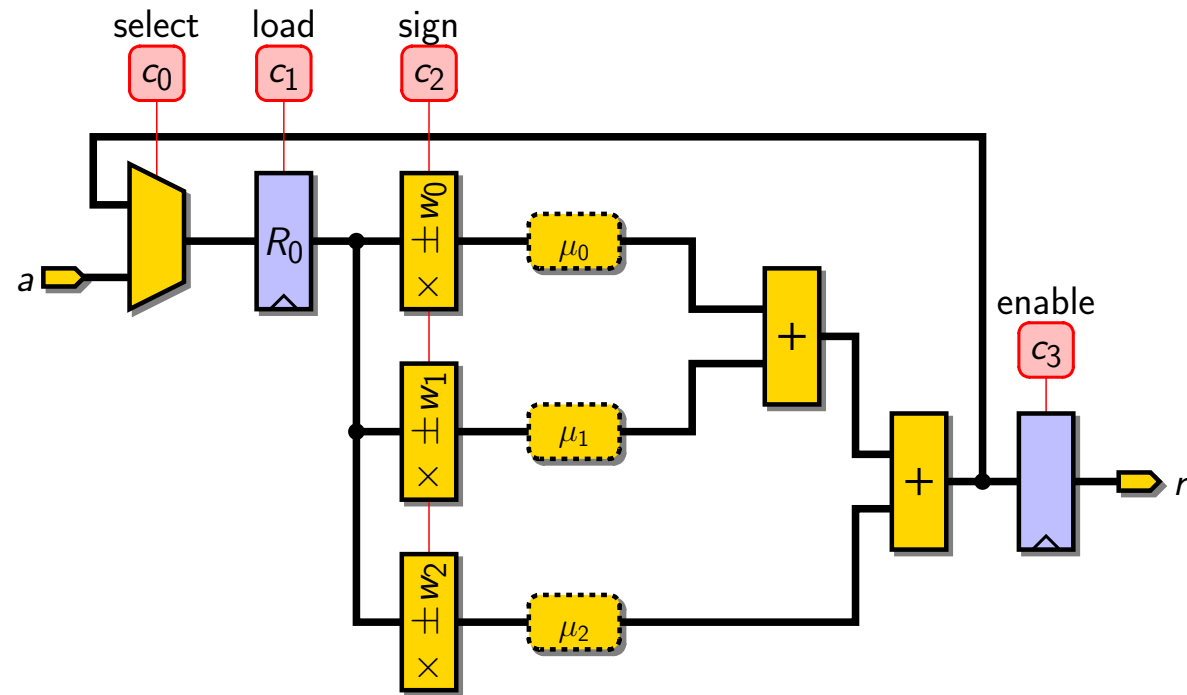 select load sign
c0 c1 c2
a
R0
× ± w0
μ0
+
enable
c3
× ± w1
μ1
+
r
× ± w2
μ2